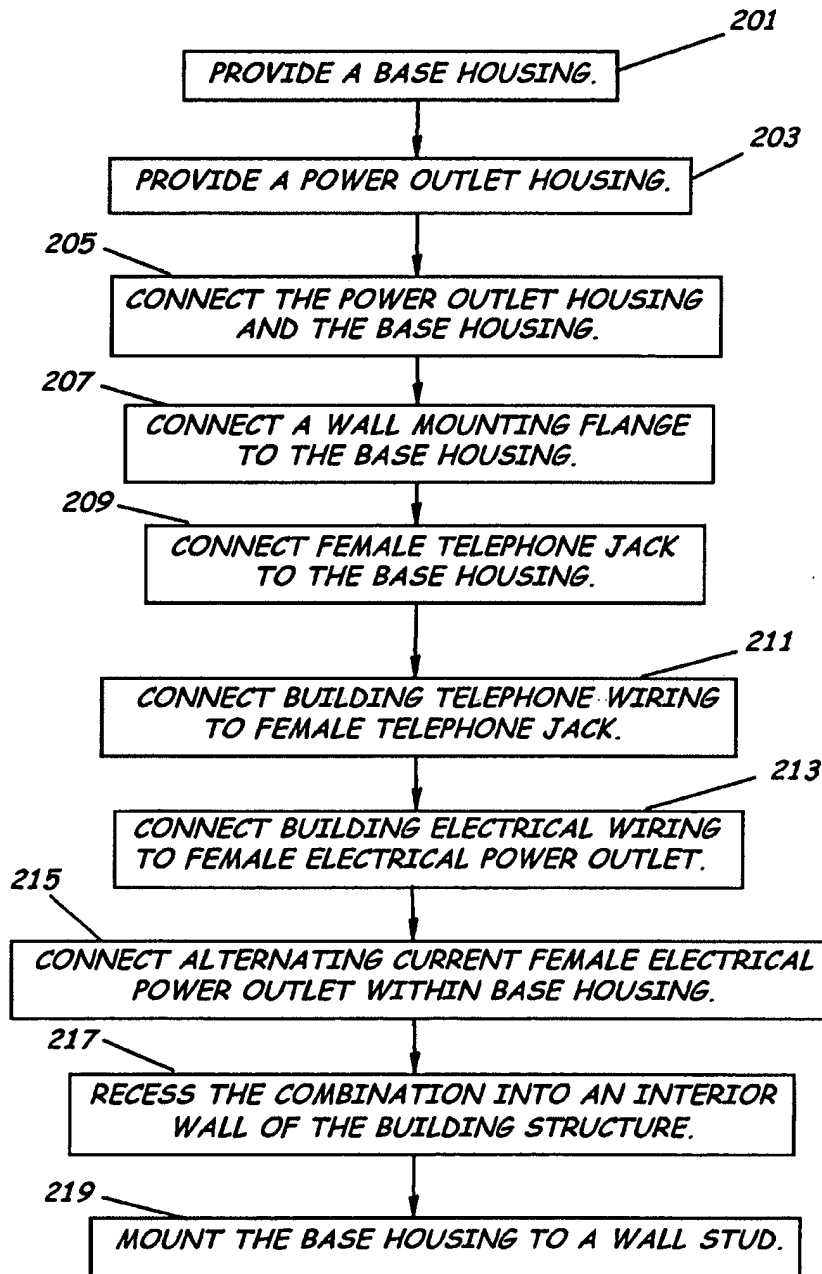 201
PROVIDE A BASE HOUSING.
203
PROVIDE A POWER OUTLET HOUSING.
205
CONNECT THE POWER OUTLET HOUSING
AND THE BASE HOUSING.
207
CONNECT A WALL MOUNTING FLANGE
TO THE BASE HOUSING.
209
CONNECT FEMALE TELEPHONE JACK
TO THE BASE HOUSING.
211
CONNECT BUILDING TELEPHONE WIRING
TO FEMALE TELEPHONE JACK.
213
CONNECT BUILDING ELECTRICAL WIRING
TO FEMALE ELECTRICAL POWER OUTLET.
215
CONNECT ALTERNATING CURRENT FEMALE ELECTRICAL
POWER OUTLET WITHIN BASE HOUSING.
217
RECESS THE COMBINATION INTO AN INTERIOR
WALL OF THE BUILDING STRUCTURE.
219
MOUNT THE BASE HOUSING TO A WALL STUD.